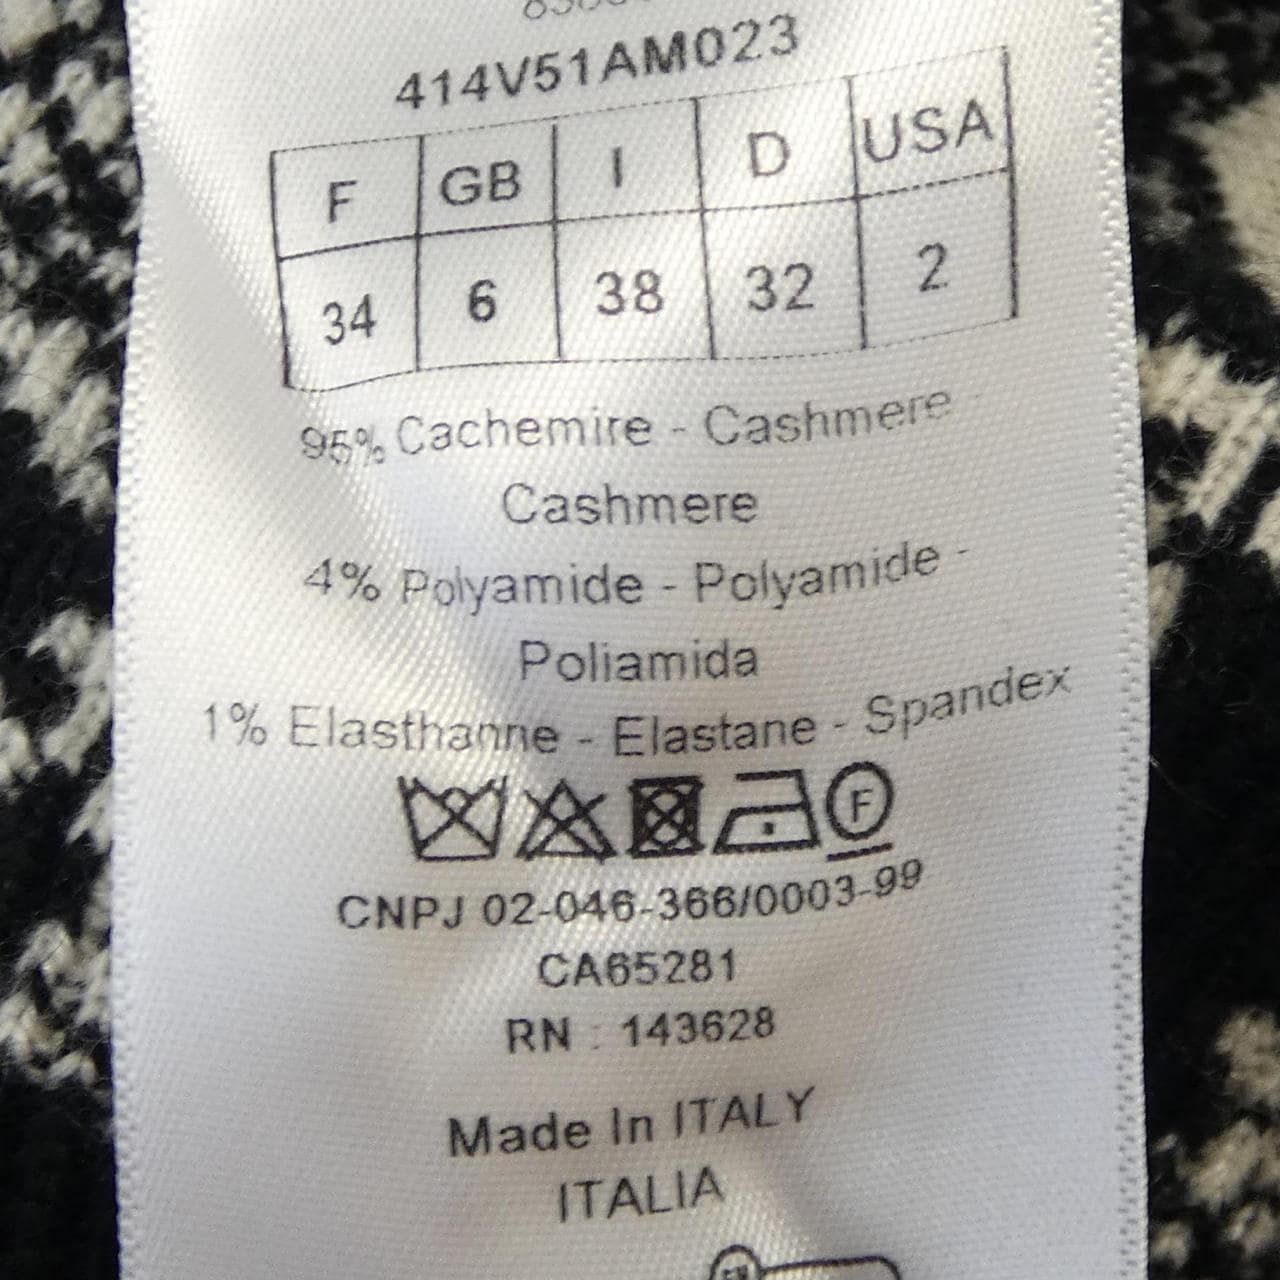 414V51AM023
F GB I D USA
34 6 38 32 2
95% Cachemire - Cashmere -
Cashmere
4% Polyamide - Polyamide -
Poliamida
1% Elasthanne - Elastane - Spandex
F
CNPJ 02-046-366/0003-99
CA65281
RN : 143628
Made In ITALY
ITALIA